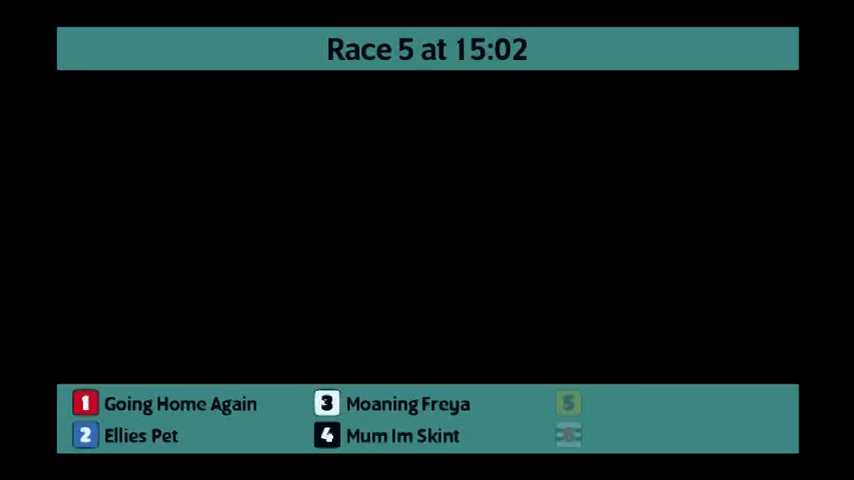 Race 5 at 15:02
1 Going Home Again
2 Ellies Pet
3 Moaning Freya
4 Mum Im Skint
5
6